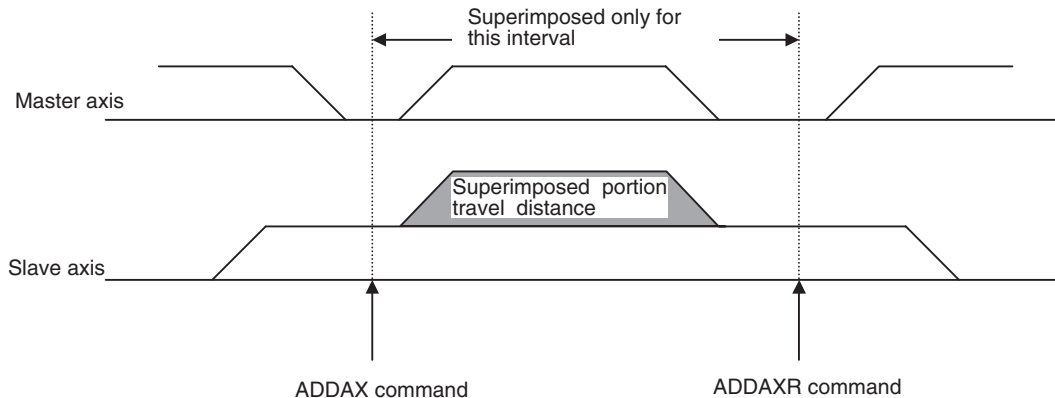 Superimposed only for
this interval
Master axis
Superimposed portion
travel distance
Slave axis
ADDAX command
ADDAXR command